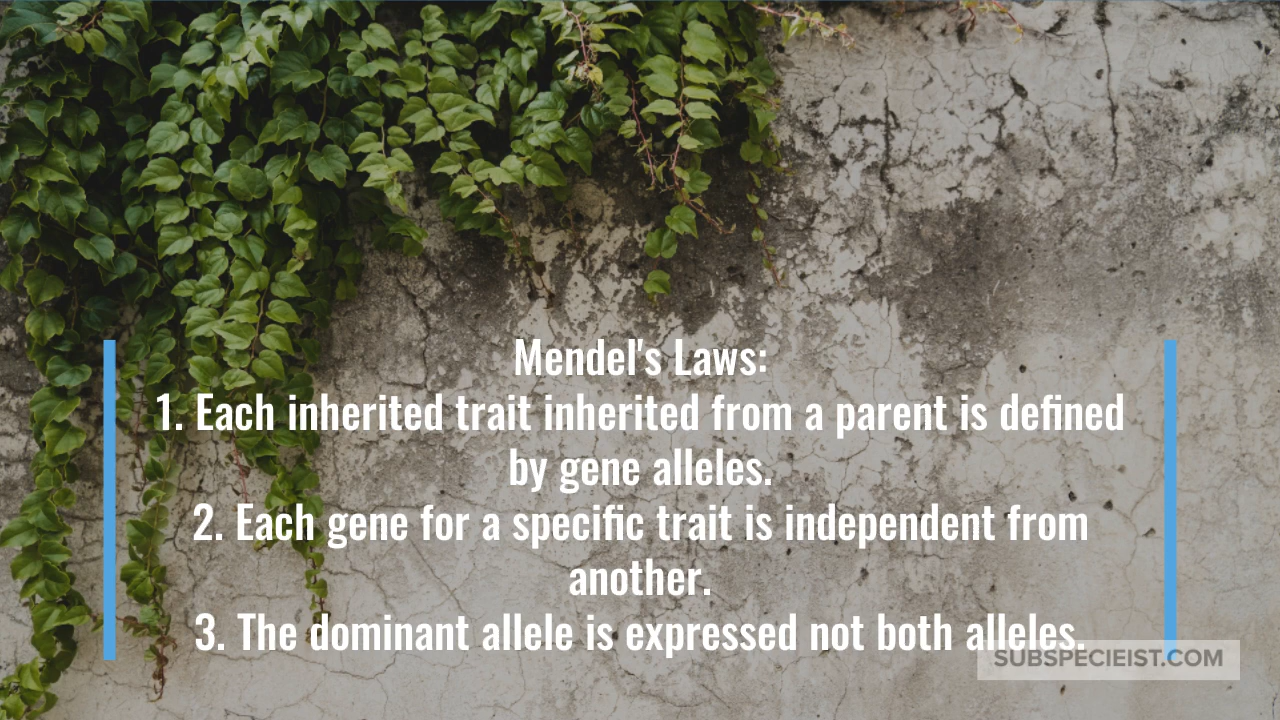 Mendel's Laws:
1. Each inherited trait inherited from a parent is defined
by gene alleles.
2. Each gene for a specific trait is independent from
another.
3. The dominant allele is expressed not both alleles.
SUBSPECIEIST.COM